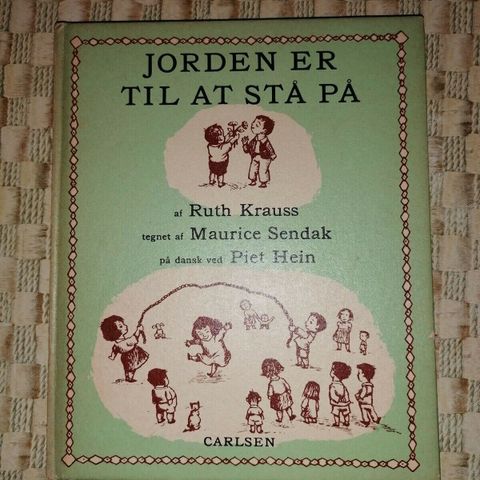 JORDEN ER
TIL AT STÅ PÅ
af Ruth Krauss
tegnet af Maurice Sendak
på dansk ved Piet Hein
CARLSEN